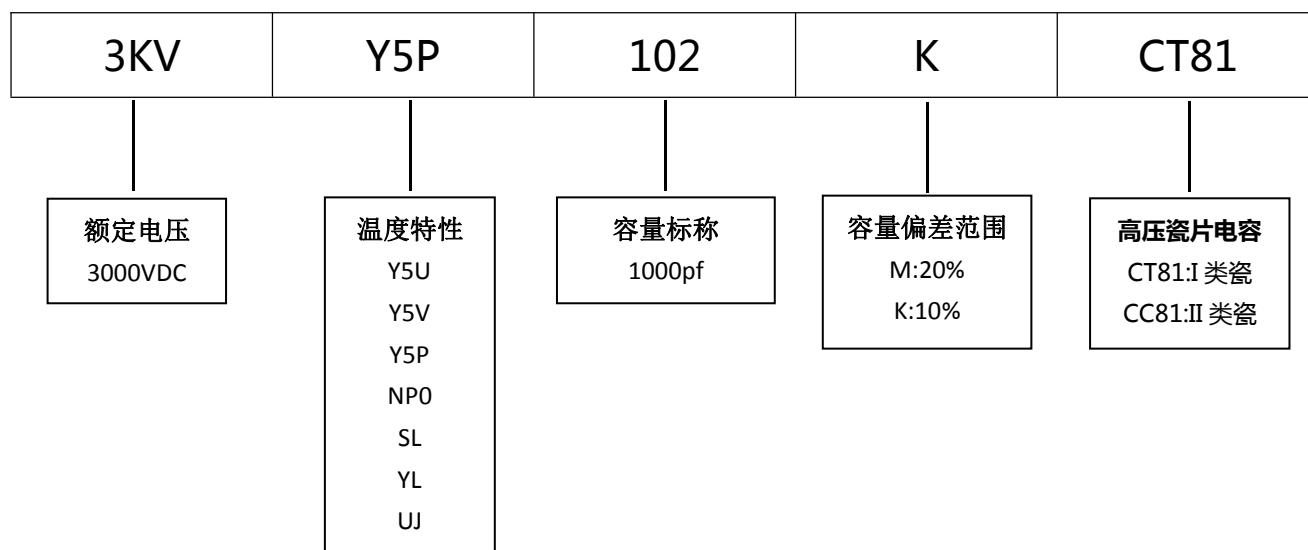 3KV Y5P 102 K CT81
额定电压
3000VDC
温度特性
Y5U
Y5V
Y5P
NP0
SL
YL
UJ
容量标称
1000pf
容量偏差范围
M:20%
K:10%
高压瓷片电容
CT81:I 类瓷
CC81:II 类瓷